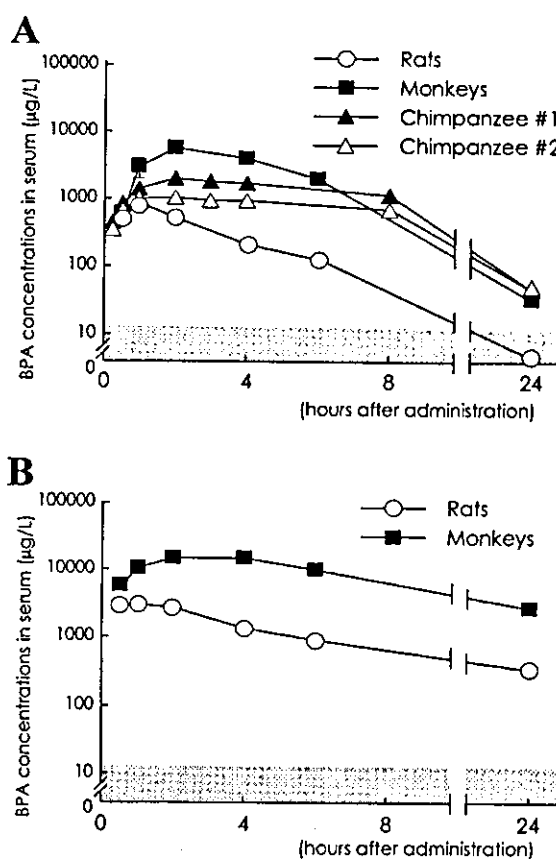 A
Rats
Monkeys
Chimpanzee #1
Chimpanzee #2
BPA concentrations in serum (µg/L)
100000
10000
1000
100
10
0
0
4
8
24
(hours after administration)
B
Rats
Monkeys
BPA concentrations in serum (µg/L)
100000
10000
1000
100
10
0
0
4
8
24
(hours after administration)